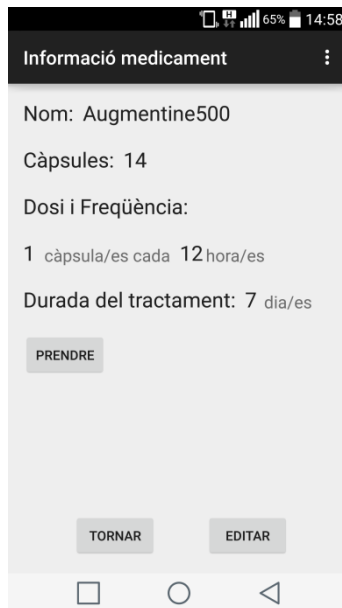 65% 14:58
Informació medicament
Nom: Augmentine500
Càpsules: 14
Dosi i Freqüència:
1 càpsula/es cada 12 hora/es
Durada del tractament: 7 dia/es
PRENDRE
TORNAR EDITAR